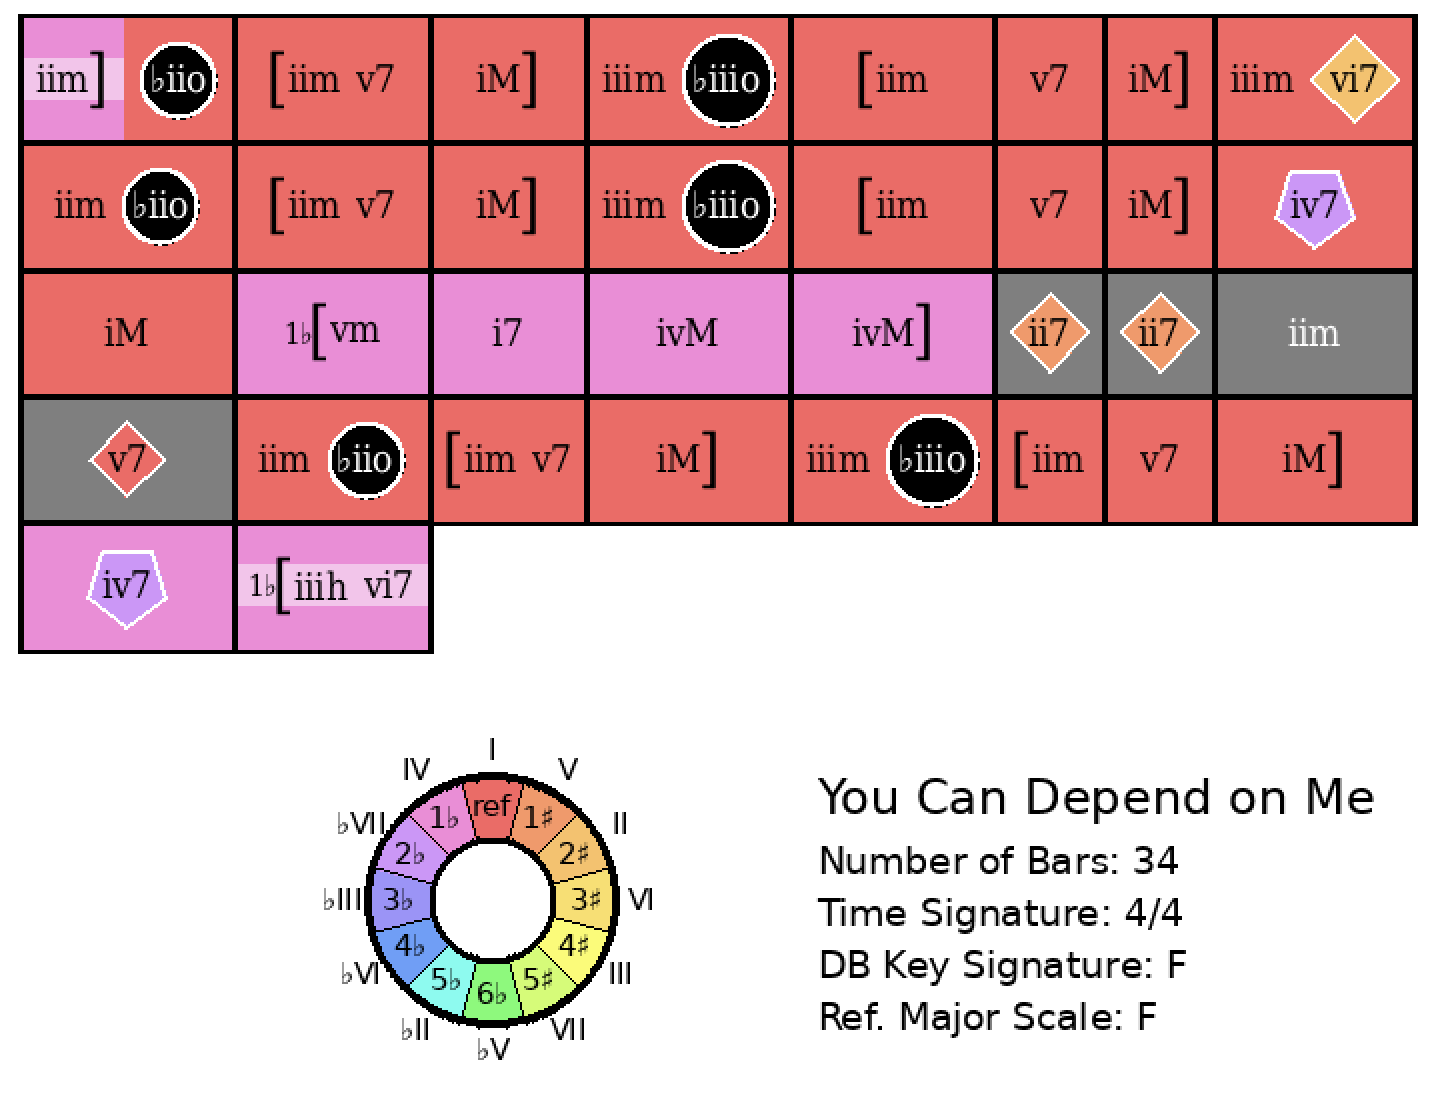 iim] ♭iio [iim v7 iM] iiim ♭iiio [iim v7 iM] iiim vi7
iim ♭iio [iim v7 iM] iiim ♭iiio [iim v7 iM] iv7
iM 1♭[vm i7 ivM ivM] ii7 ii7 iim
v7 iim ♭iio [iim v7 iM] iiim ♭iiio [iim v7 iM]
iv7 1♭[iiih vi7
I
IV V
1♭ ref 1♯
♭VII II
2♭ 2♯
♭III 3♭ 3♯ VI
4♭ 4♯
♭VI III
5♭ 6♭ 5♯
♭II VII
♭V
You Can Depend on Me
Number of Bars: 34
Time Signature: 4/4
DB Key Signature: F
Ref. Major Scale: F